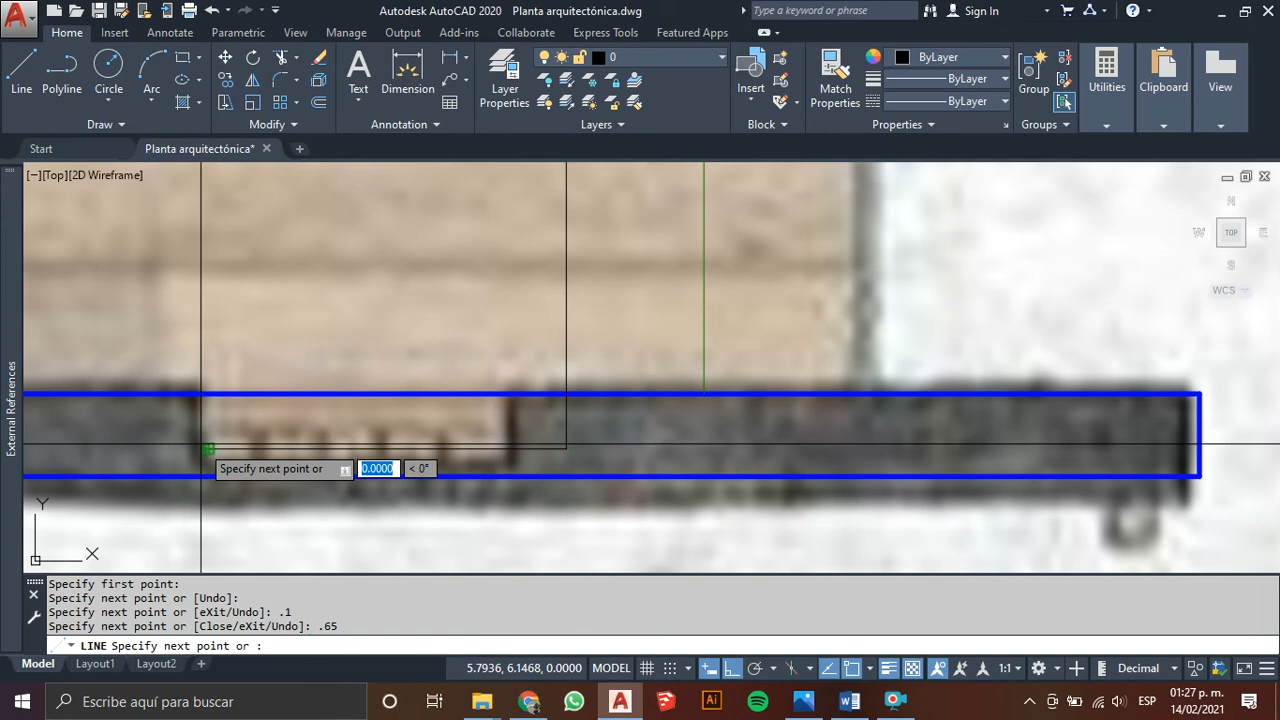 Autodesk AutoCAD 2020 Planta arquitectónica.dwg
Type a keyword or phrase
Sign In
Home Insert Annotate Parametric View Manage Output Add-ins Collaborate Express Tools Featured Apps
0
ByLayer
ByLayer
ByLayer
Line Polyline Circle Arc
Text Dimension
Layer Properties
Insert
Match Properties
Group
Utilities Clipboard View
Draw Modify Annotation Layers Block Properties Groups
Start Planta arquitectónica*
[−][Top][2D Wireframe]
N
W TOP E
S
WCS
External References
Specify next point or 0.0000 < 0°
Y
X
Specify first point:
Specify next point or [Undo]:
Specify next point or [eXit/Undo]: .1
Specify next point or [Close/eXit/Undo]: .65
LINE Specify next point or :
Model Layout1 Layout2
5.7936, 6.1468, 0.0000 MODEL 1:1 Decimal
Escribe aquí para buscar
ESP
01:27 p. m.
14/02/2021